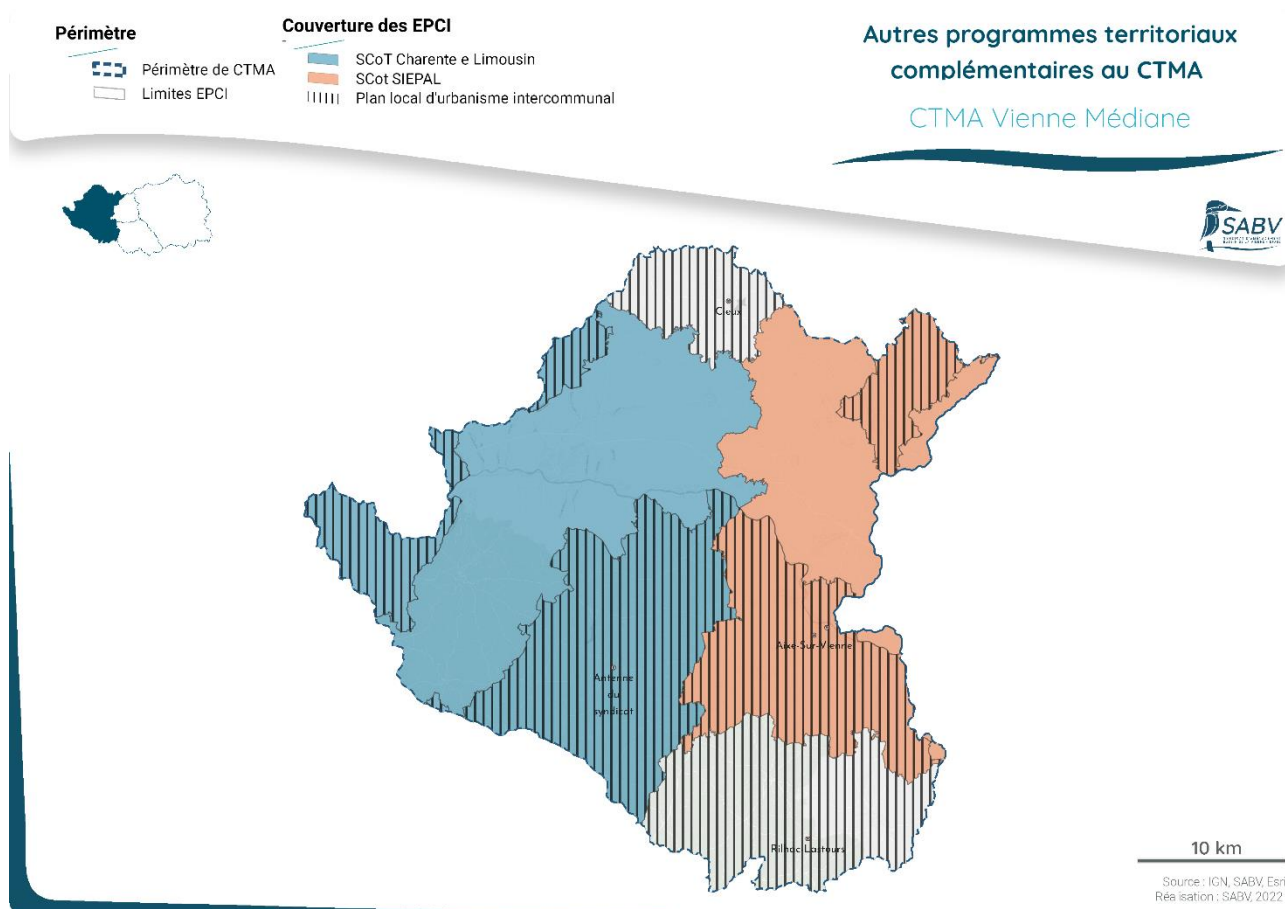 Périmètre
Périmètre de CTMA
Limites EPCI
Couverture des EPCI
SCoT Charente e Limousin
SCot SIEPAL
Plan local d'urbanisme intercommunal
Autres programmes territoriaux
complémentaires au CTMA
CTMA Vienne Médiane
SABV
Cieux
Aixe-Sur-Vienne
Antenne
du
syndicat
Rilhac-Lastours
10 km
Source : IGN, SABV, Esri
Réalisation : SABV, 2022